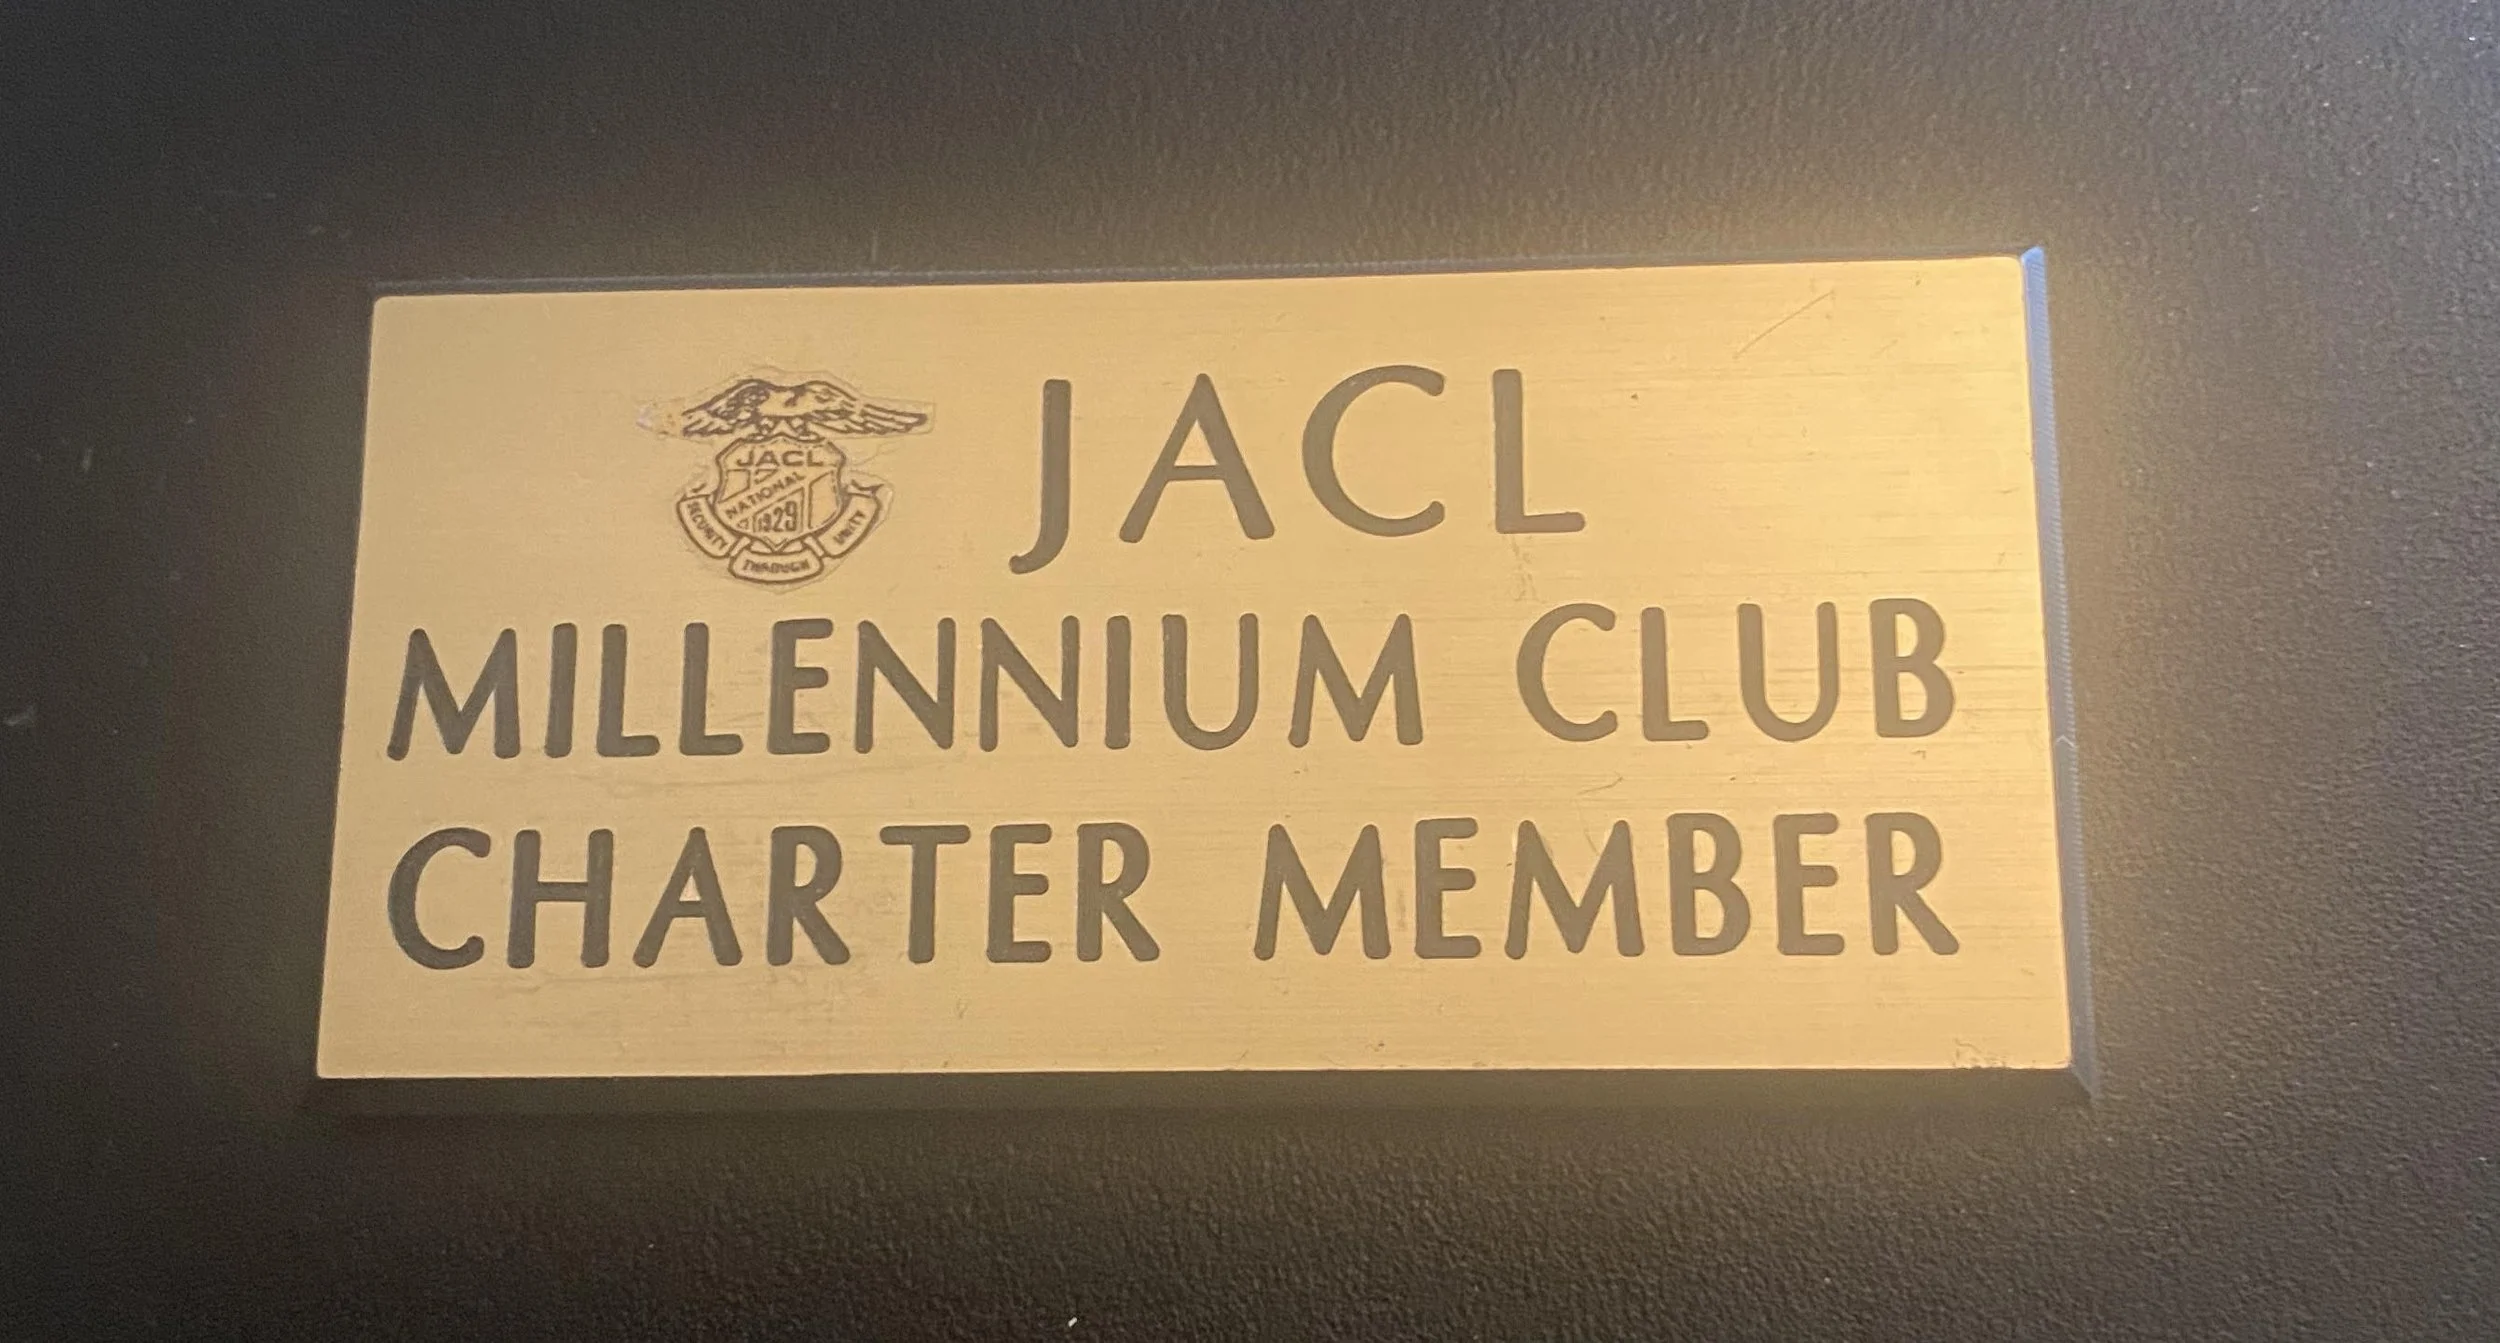 JACL
NATIONAL
1929
SECURITY
THROUGH
UNITY
JACL
MILLENNIUM CLUB
CHARTER MEMBER